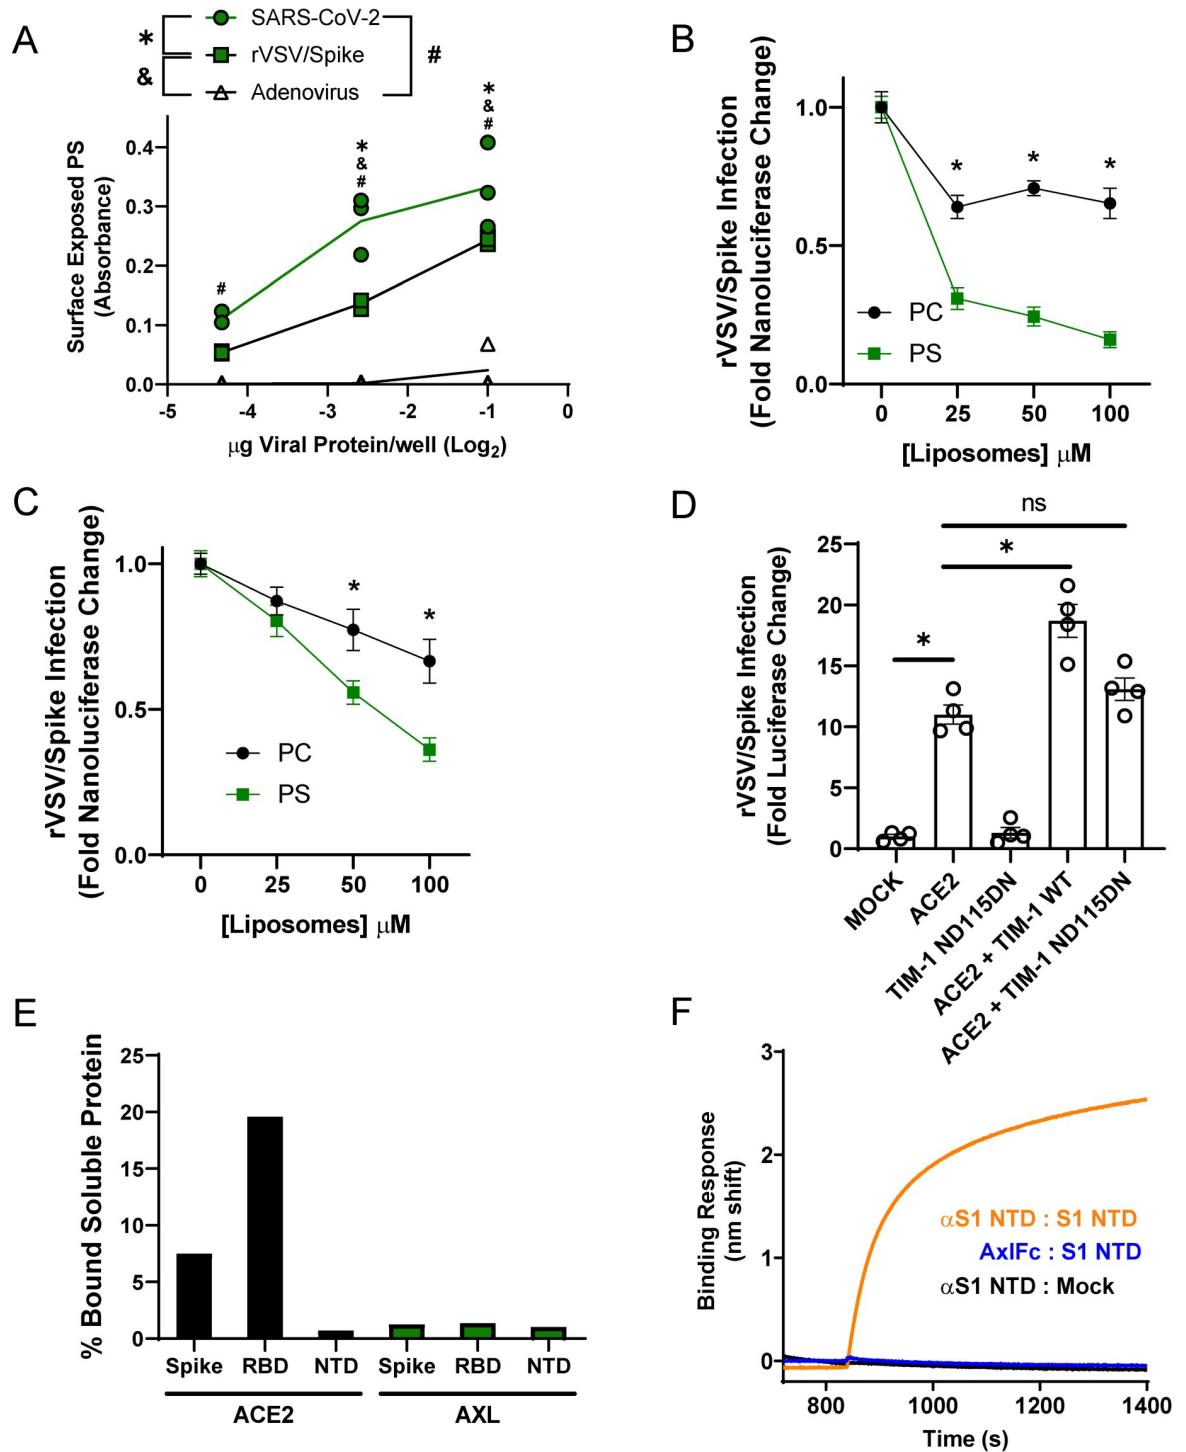 A
SARS-CoV-2
rVSV/Spike
Adenovirus
*
&
#
Surface Exposed PS
(Absorbance)
0.4
0.3
0.2
0.1
0.0
#
*
&
#
*
&
#
-5 -4 -3 -2 -1 0
μg Viral Protein/well (Log2)
B
rVSV/Spike Infection
(Fold Nanoluciferase Change)
1.0
0.5
0.0
* * *
PC
PS
0 25 50 100
[Liposomes] μM
C
rVSV/Spike Infection
(Fold Nanoluciferase Change)
1.0
0.5
0.0
* *
PC
PS
0 25 50 100
[Liposomes] μM
D
rVSV/Spike Infection
(Fold Luciferase Change)
25
20
15
10
5
0
ns
*
*
MOCK
ACE2
TIM-1 ND115DN
ACE2 + TIM-1 WT
ACE2 + TIM-1 ND115DN
E
% Bound Soluble Protein
25
20
15
10
5
0
Spike RBD NTD Spike RBD NTD
ACE2 AXL
F
Binding Response
(nm shift)
3
2
1
0
αS1 NTD : S1 NTD
AxlFc : S1 NTD
αS1 NTD : Mock
800 1000 1200 1400
Time (s)